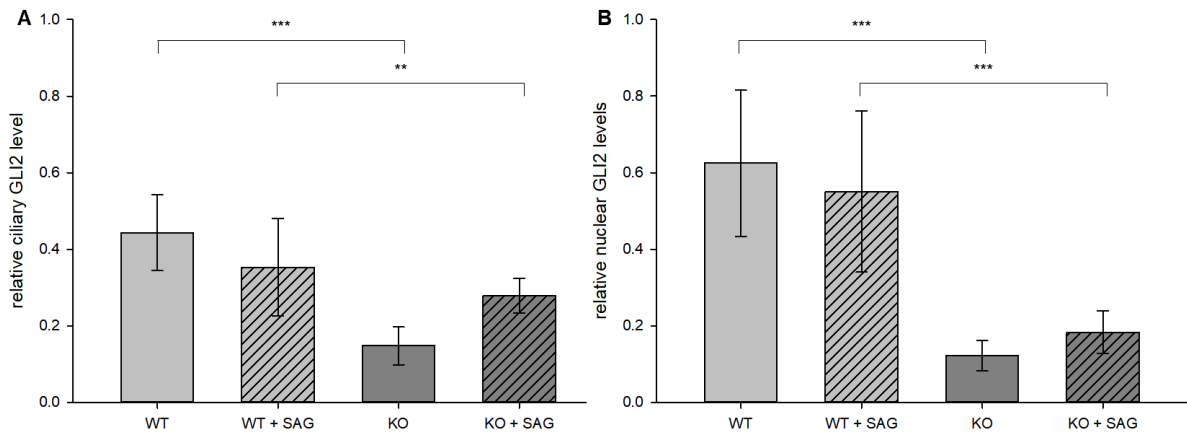 A
relative ciliary GLI2 level
1.0
0.8
0.6
0.4
0.2
0.0
***
**
WT
WT + SAG
KO
KO + SAG
B
relative nuclear GLI2 levels
1.0
0.8
0.6
0.4
0.2
0.0
***
***
WT
WT + SAG
KO
KO + SAG